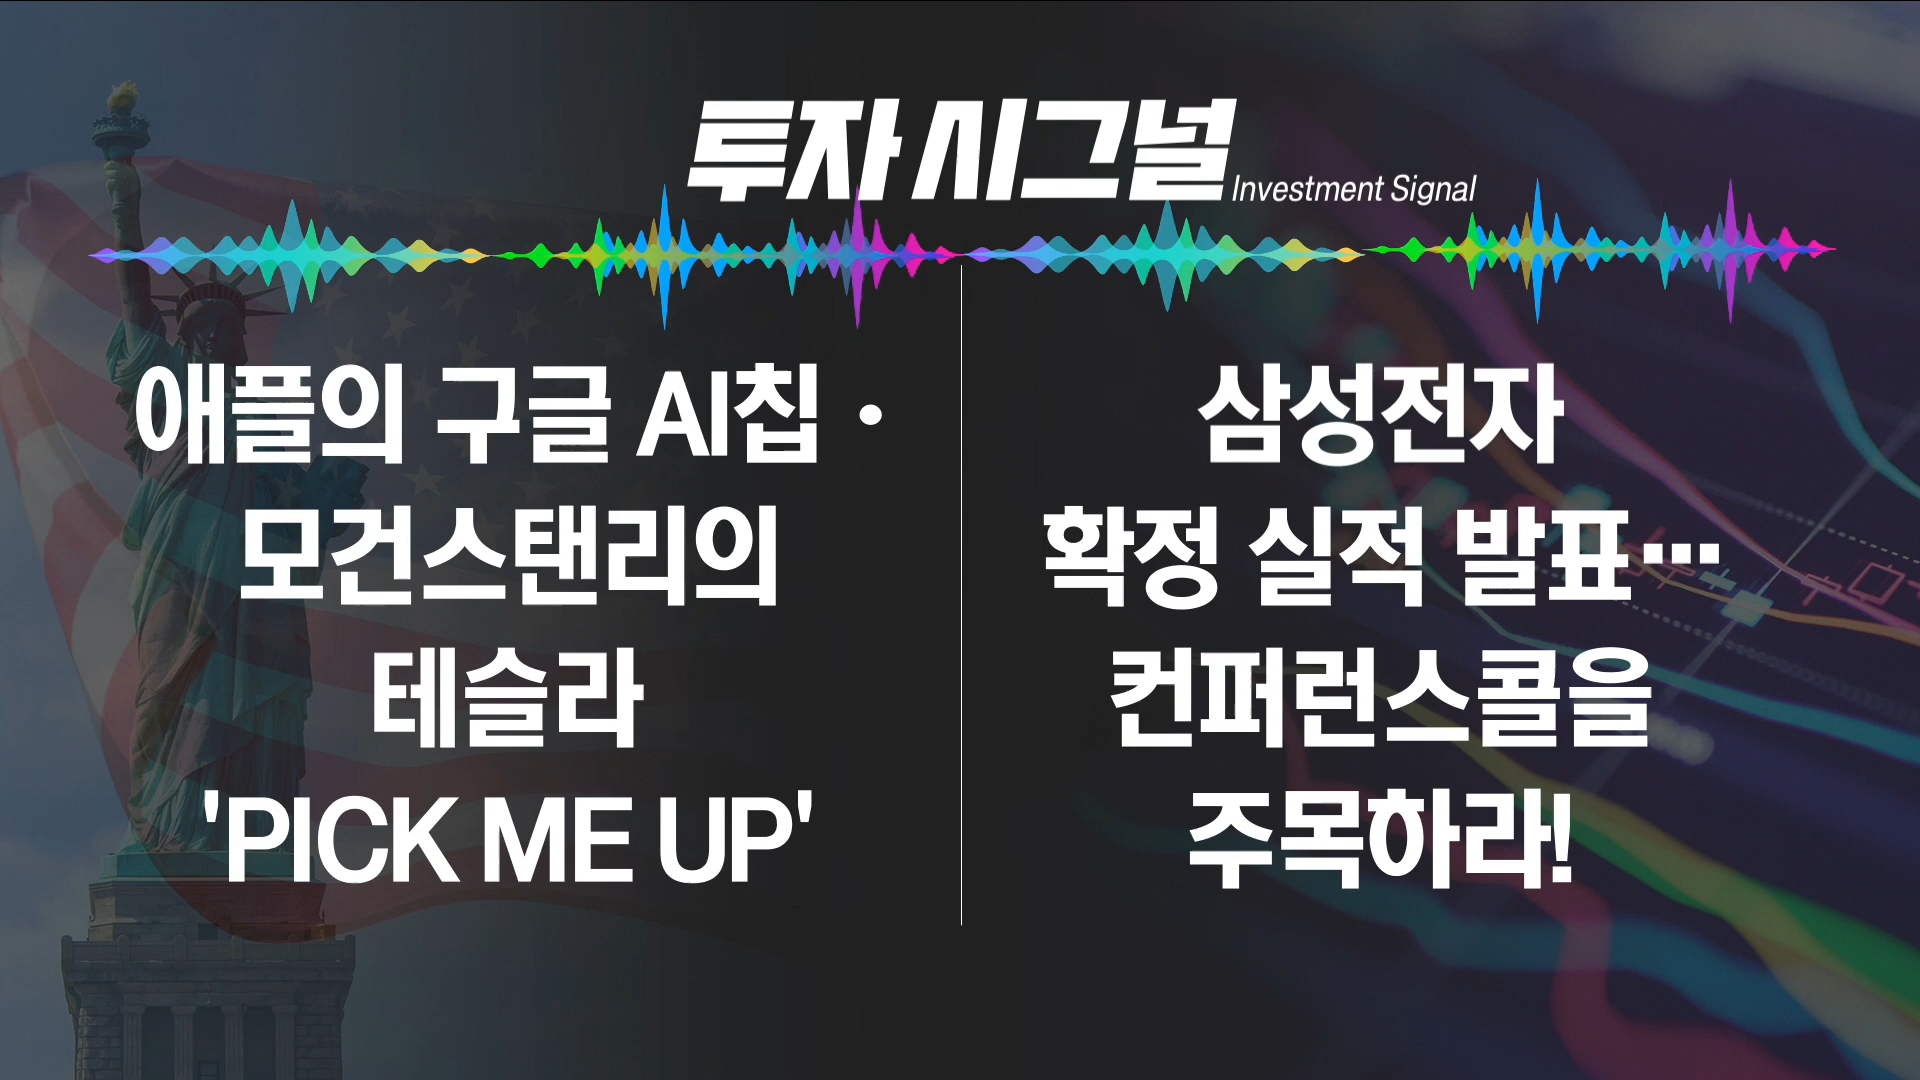 투자 시그널
Investment Signal
애플의 구글 AI칩 ·
모건스탠리의
테슬라
'PICK ME UP'
삼성전자
확정 실적 발표…
컨퍼런스콜을
주목하라!